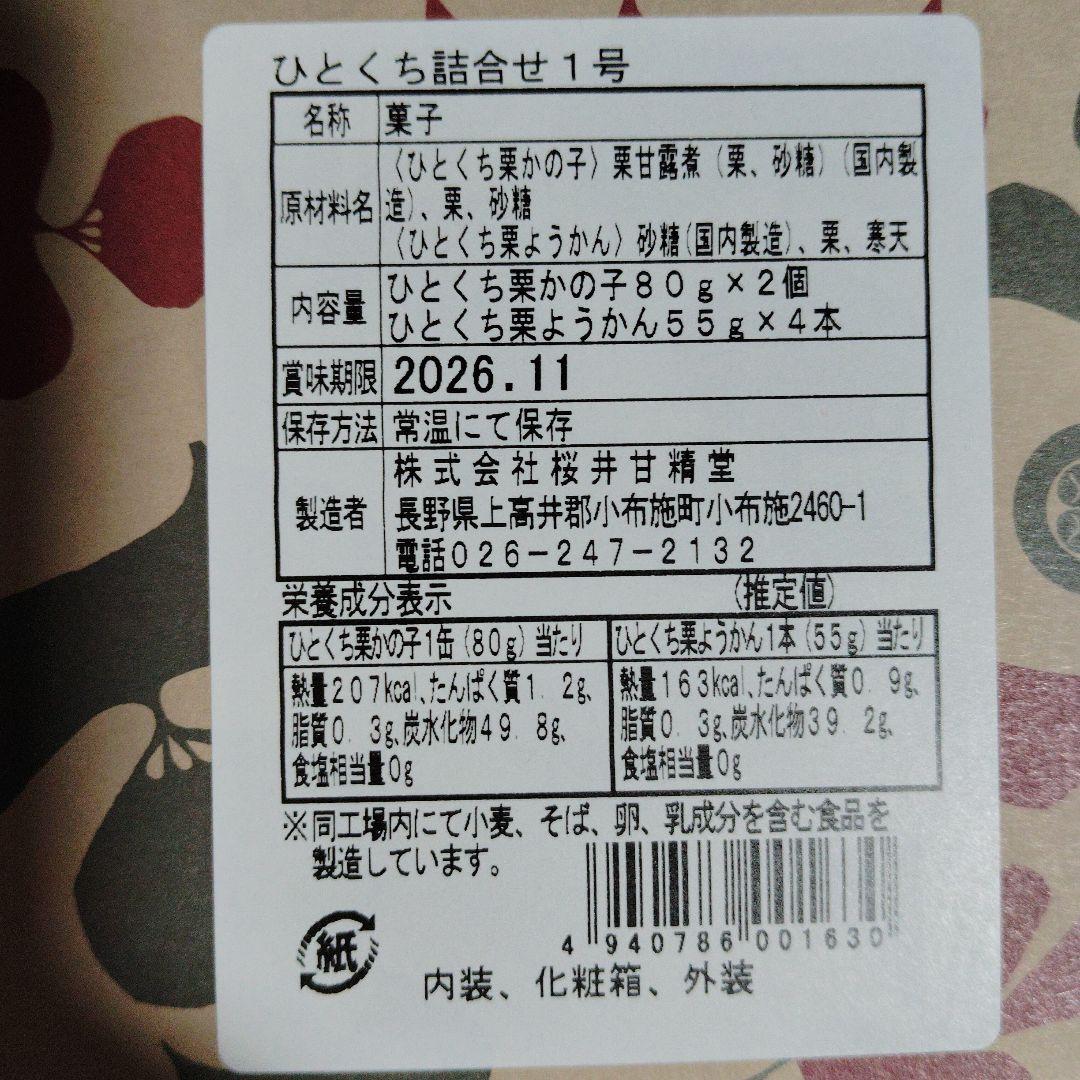 ひとくち詰合せ１号
名称 菓子
原材料名 〈ひとくち栗かの子〉栗甘露煮（栗、砂糖）（国内製
造）、栗、砂糖
〈ひとくち栗ようかん〉砂糖（国内製造）、栗、寒天
内容量 ひとくち栗かの子８０ｇ×２個
ひとくち栗ようかん５５ｇ×４本
賞味期限 2026.11
保存方法 常温にて保存
製造者 株式会社桜井甘精堂
長野県上高井郡小布施町小布施2460-1
電話０２６－２４７－２１３２
栄養成分表示 （推定値）
ひとくち栗かの子１缶（８０ｇ）当たり
熱量２０７kcal、たんぱく質１．２ｇ、
脂質０．３ｇ、炭水化物４９．８ｇ、
食塩相当量０ｇ
ひとくち栗ようかん１本（５５ｇ）当たり
熱量１６３kcal、たんぱく質０．９ｇ、
脂質０．３ｇ、炭水化物３９．２ｇ、
食塩相当量０ｇ
※同工場内にて小麦、そば、卵、乳成分を含む食品を
製造しています。
4 940786 001630
紙
内装、化粧箱、外装